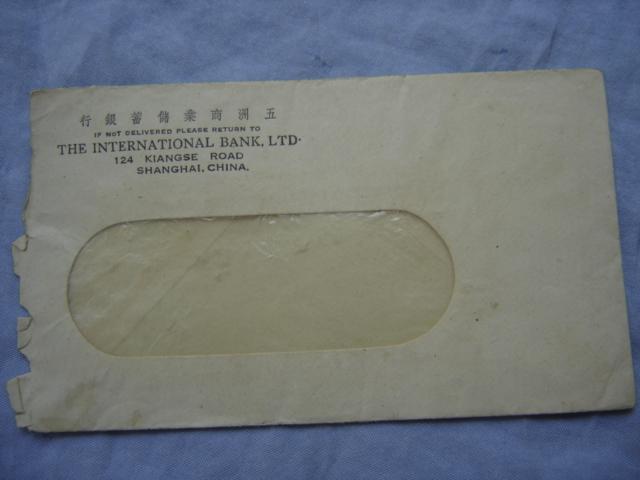 五洲商業儲蓄銀行
IF NOT DELIVERED PLEASE RETURN TO
THE INTERNATIONAL BANK, LTD.
124 KIANGSE ROAD
SHANGHAI, CHINA.